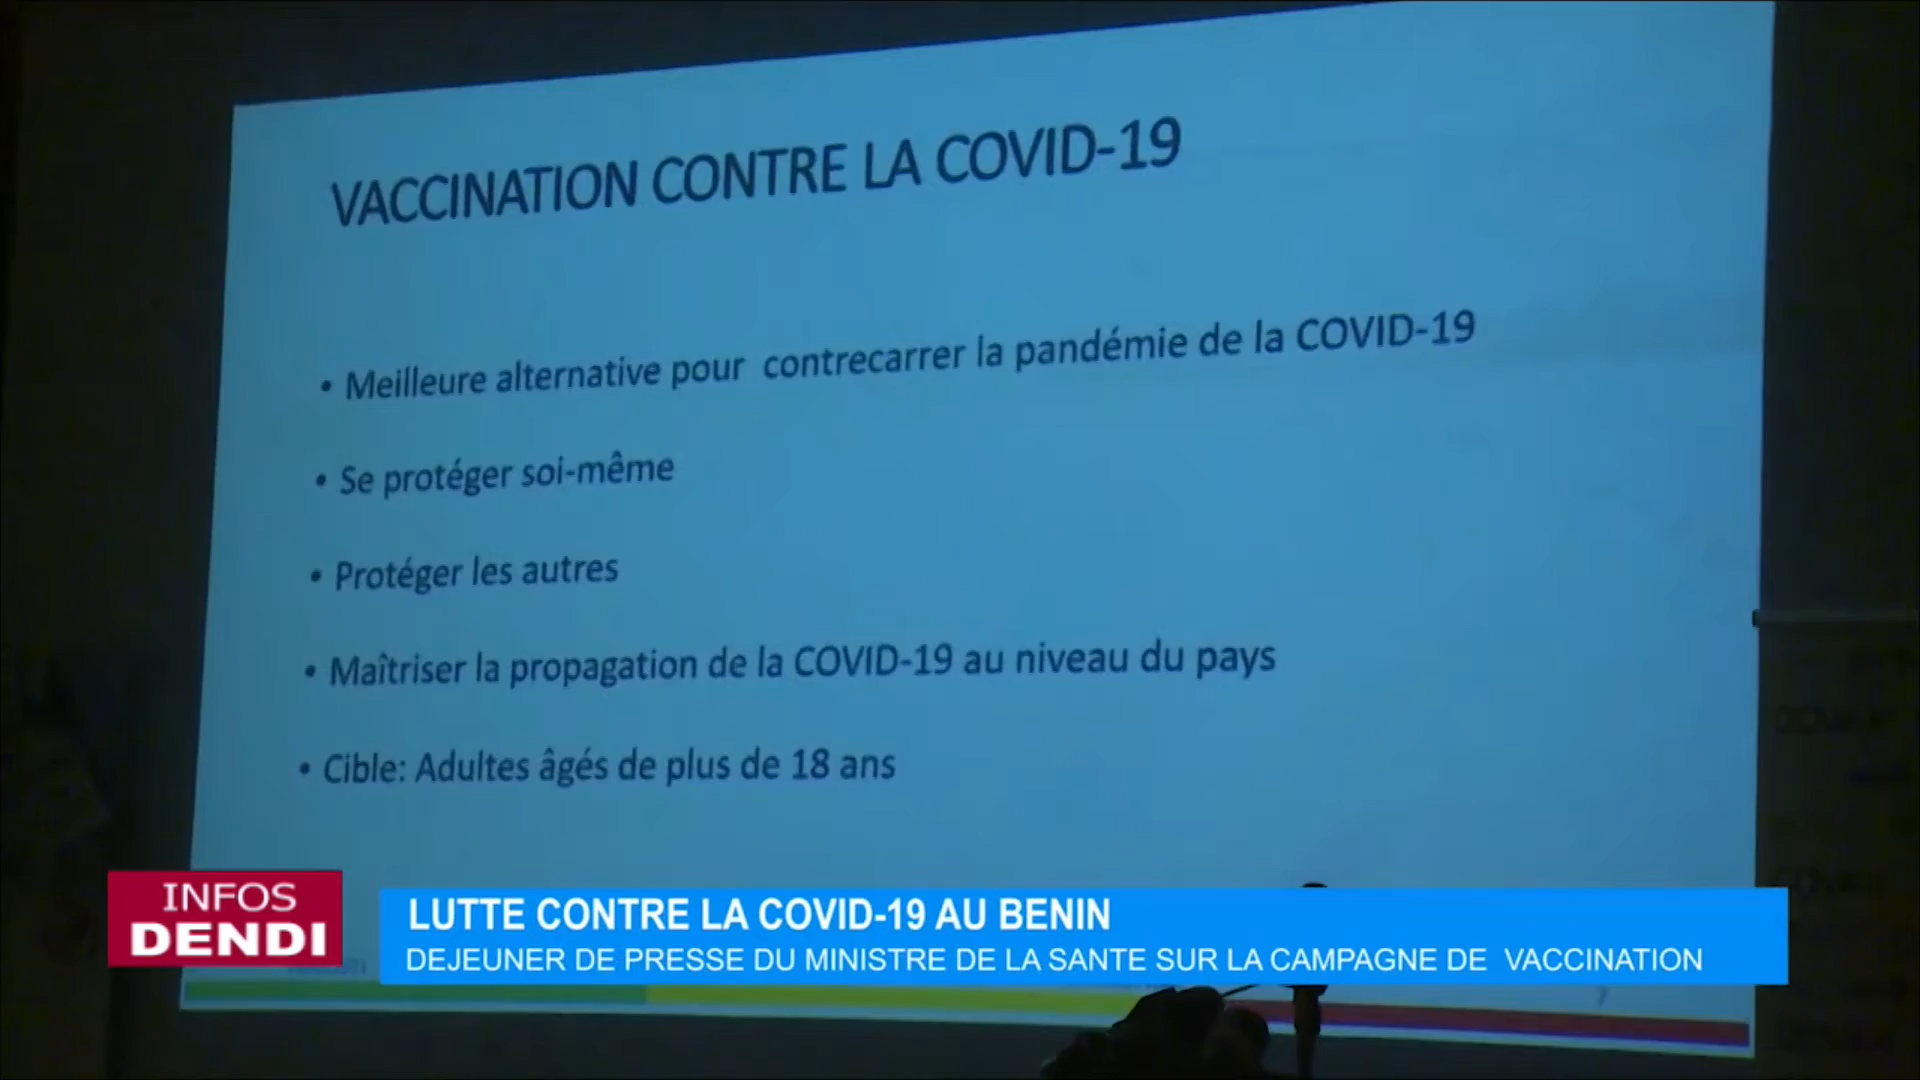 VACCINATION CONTRE LA COVID-19
• Meilleure alternative pour contrecarrer la pandémie de la COVID-19
• Se protéger soi-même
• Protéger les autres
• Maîtriser la propagation de la COVID-19 au niveau du pays
• Cible: Adultes âgés de plus de 18 ans
INFOS
DENDI
LUTTE CONTRE LA COVID-19 AU BENIN
DEJEUNER DE PRESSE DU MINISTRE DE LA SANTE SUR LA CAMPAGNE DE VACCINATION